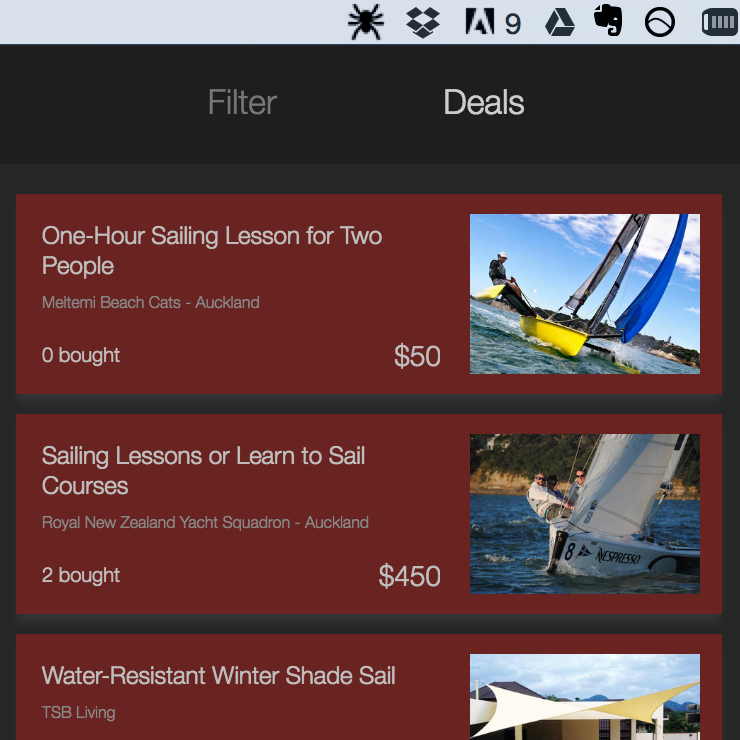 9
Filter
Deals
One-Hour Sailing Lesson for Two
People
Meltemi Beach Cats - Auckland
0 bought
$50
Sailing Lessons or Learn to Sail
Courses
Royal New Zealand Yacht Squadron - Auckland
2 bought
$450
8
NESPRESSO
Water-Resistant Winter Shade Sail
TSB Living